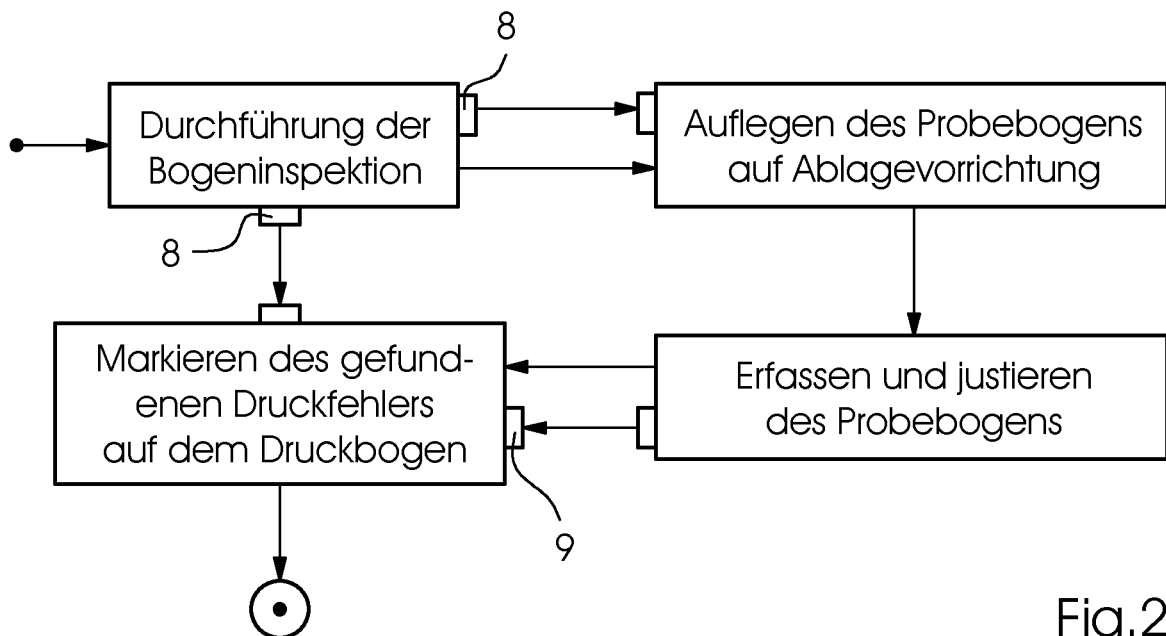 8
Durchführung der
Bogeninspektion
Auflegen des Probebogens
auf Ablagevorrichtung
8
Markieren des gefund-
enen Druckfehlers
auf dem Druckbogen
Erfassen und justieren
des Probebogens
9
Fig.2